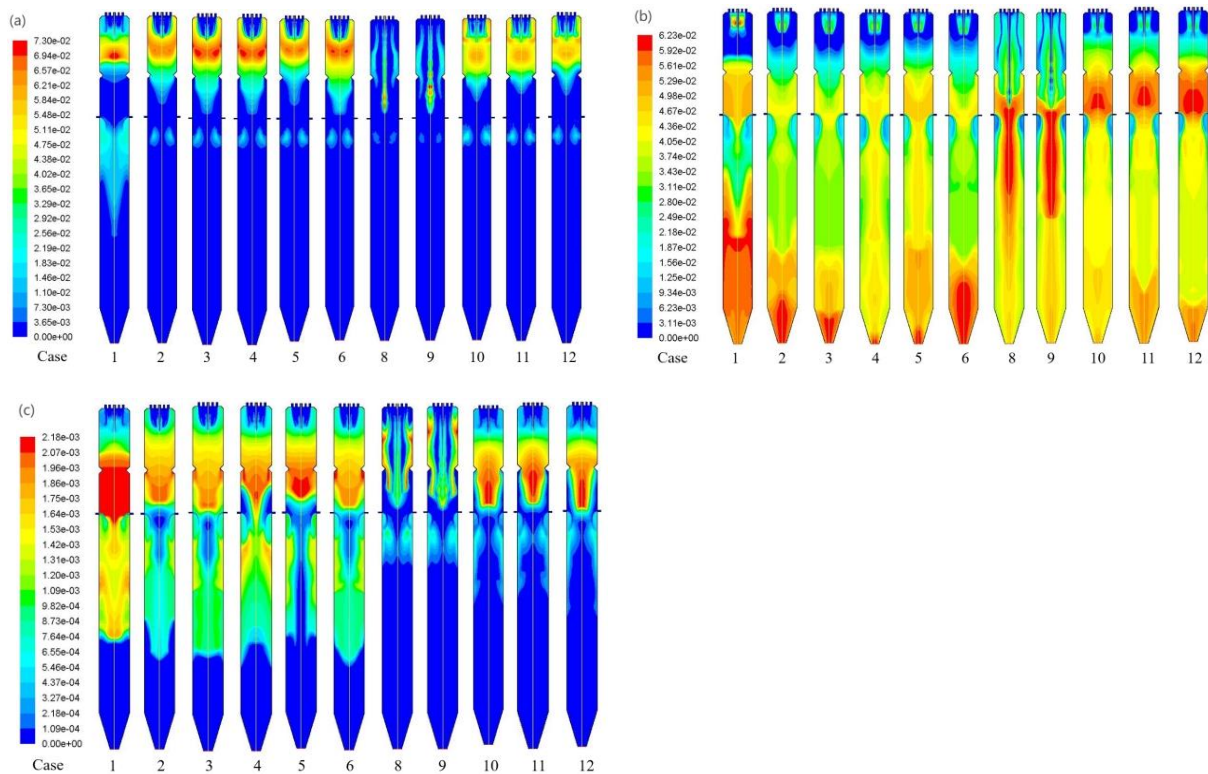 (a)
7.30e-02
6.94e-02
6.57e-02
6.21e-02
5.84e-02
5.48e-02
5.11e-02
4.75e-02
4.38e-02
4.02e-02
3.65e-02
3.29e-02
2.92e-02
2.56e-02
2.19e-02
1.83e-02
1.46e-02
1.10e-02
7.30e-03
3.65e-03
0.00e+00
Case 1 2 3 4 5 6 8 9 10 11 12
(b)
6.23e-02
5.92e-02
5.61e-02
5.29e-02
4.98e-02
4.67e-02
4.36e-02
4.05e-02
3.74e-02
3.43e-02
3.11e-02
2.80e-02
2.49e-02
2.18e-02
1.87e-02
1.56e-02
1.25e-02
9.34e-03
6.23e-03
3.11e-03
0.00e+00
Case 1 2 3 4 5 6 8 9 10 11 12
(c)
2.18e-03
2.07e-03
1.96e-03
1.86e-03
1.75e-03
1.64e-03
1.53e-03
1.42e-03
1.31e-03
1.20e-03
1.09e-03
9.82e-04
8.73e-04
7.64e-04
6.55e-04
5.46e-04
4.37e-04
3.27e-04
2.18e-04
1.09e-04
0.00e+00
Case 1 2 3 4 5 6 8 9 10 11 12